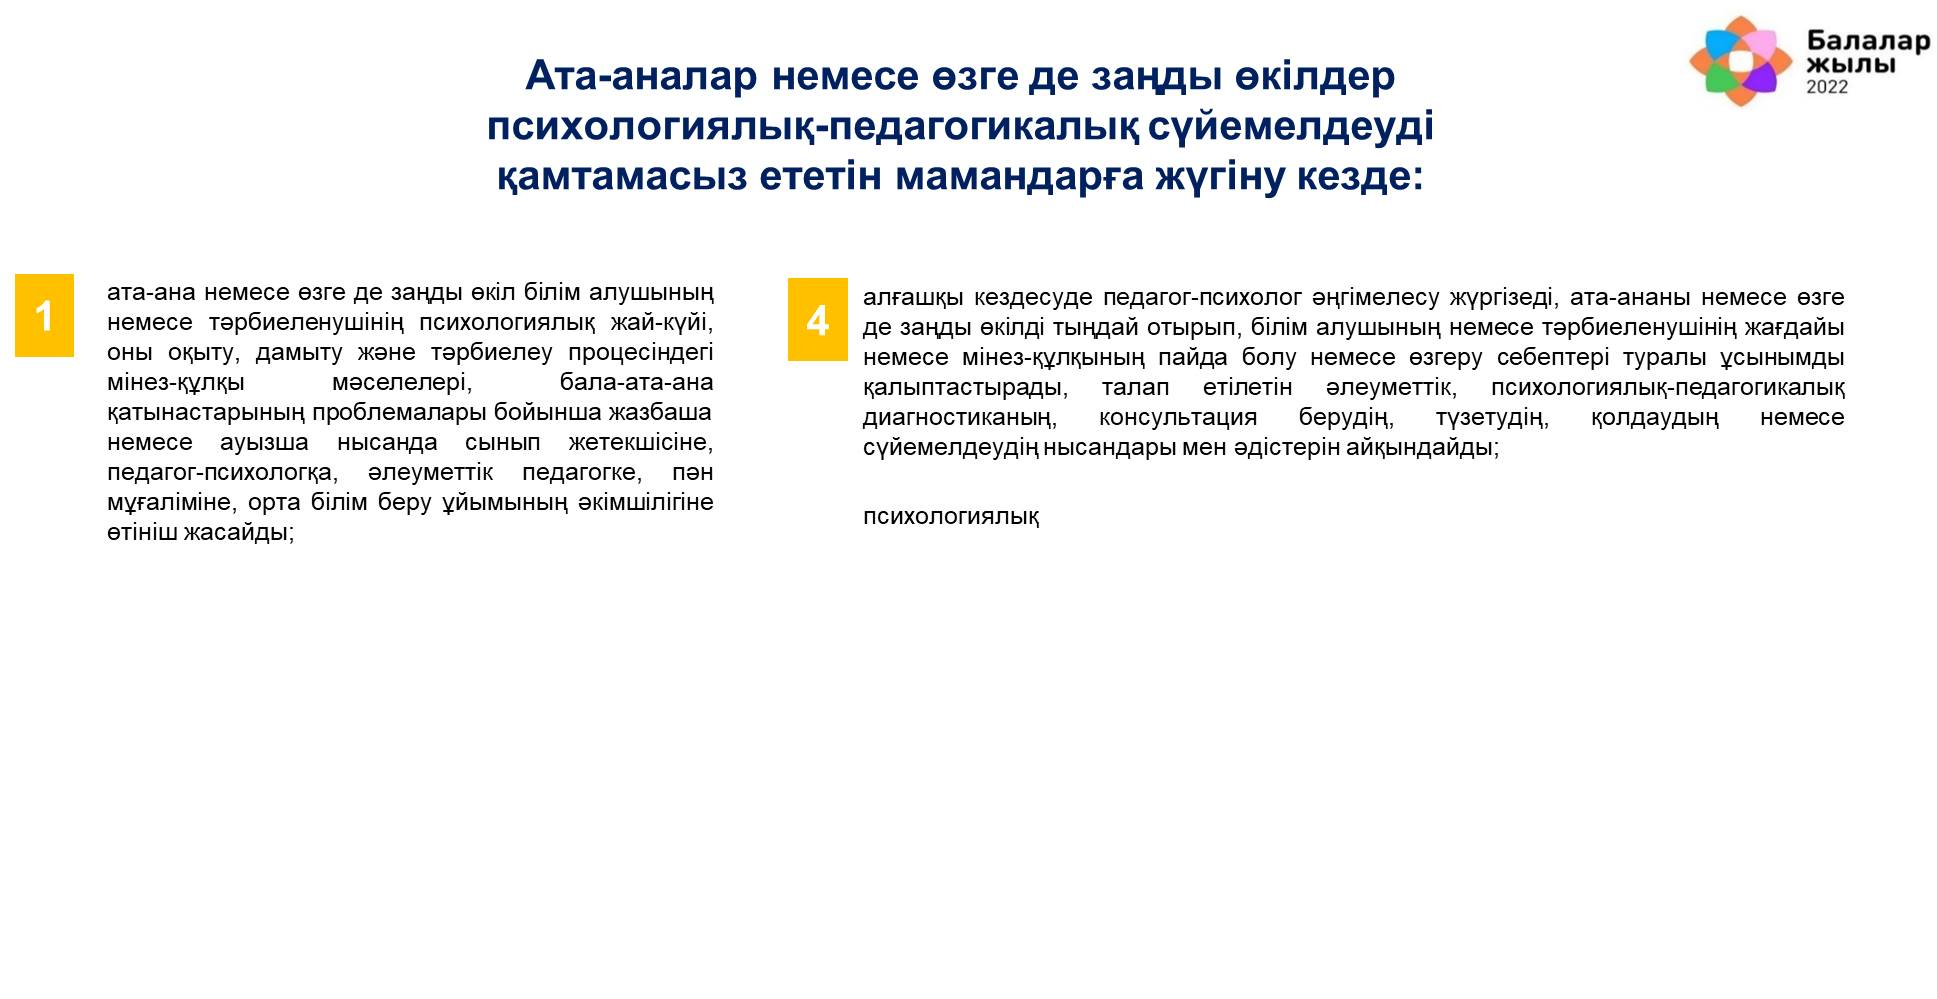 Балалар
жылы
2022
Ата-аналар немесе өзге де заңды өкілдер
психологиялық-педагогикалық сүйемелдеуді
қамтамасыз ететін мамандарға жүгіну кезде:
1
ата-ана немесе өзге де заңды өкіл білім алушының
немесе тәрбиеленушінің психологиялық жай-күйі,
оны оқыту, дамыту және тәрбиелеу процесіндегі
мінез-құлқы мәселелері, бала-ата-ана
қатынастарының проблемалары бойынша жазбаша
немесе ауызша нысанда сынып жетекшісіне,
педагог-психологқа, әлеуметтік педагогке, пән
мұғаліміне, орта білім беру ұйымының әкімшілігіне
өтініш жасайды;
4
алғашқы кездесуде педагог-психолог әңгімелесу жүргізеді, ата-ананы немесе өзге
де заңды өкілді тыңдай отырып, білім алушының немесе тәрбиеленушінің жағдайы
немесе мінез-құлқының пайда болу немесе өзгеру себептері туралы ұсынымды
қалыптастырады, талап етілетін әлеуметтік, психологиялық-педагогикалық
диагностиканың, консультация берудің, түзетудің, қолдаудың немесе
сүйемелдеудің нысандары мен әдістерін айқындайды;
психологиялық